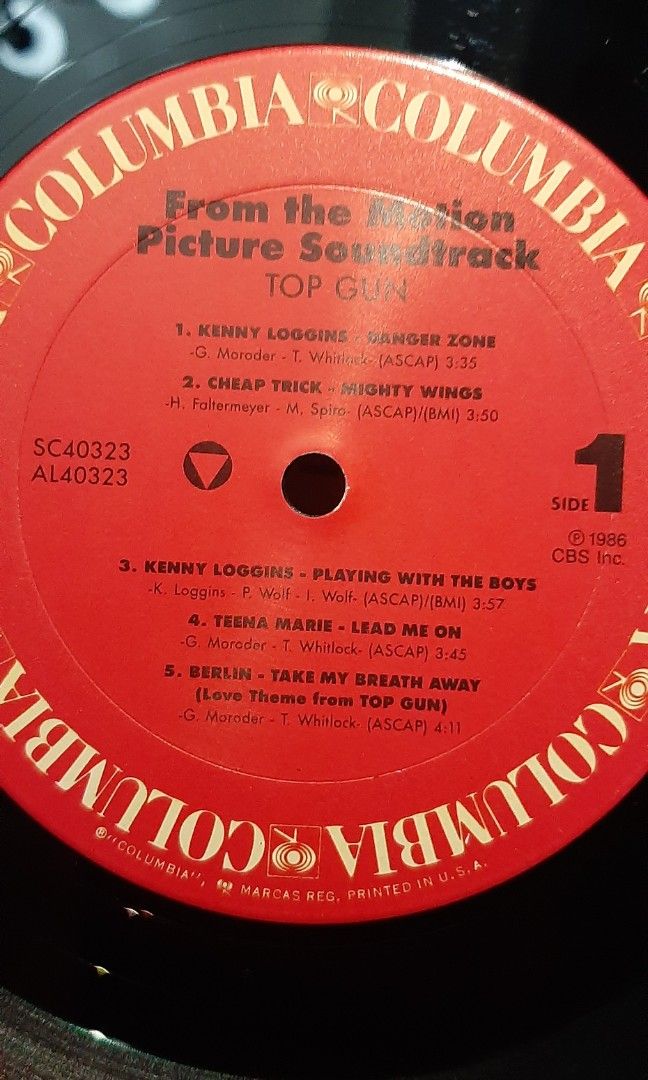 COLUMBIA COLUMBIA
From the Motion
Picture Soundtrack
TOP GUN
1. KENNY LOGGINS - DANGER ZONE
-G. Moroder - T. Whitlock- (ASCAP) 3:35
2. CHEAP TRICK - MIGHTY WINGS
-H. Faltermeyer - M. Spiro- (ASCAP)/(BMI) 3:50
SC40323
AL40323
SIDE 1
℗ 1986
CBS Inc.
3. KENNY LOGGINS - PLAYING WITH THE BOYS
-K. Loggins - P. Wolf - I. Wolf- (ASCAP)/(BMI) 3:57
4. TEENA MARIE - LEAD ME ON
-G. Moroder - T. Whitlock- (ASCAP) 3:45
5. BERLIN - TAKE MY BREATH AWAY
(Love Theme from TOP GUN)
-G. Moroder - T. Whitlock- (ASCAP) 4:11
COLUMBIA COLUMBIA COLUMBIA
®"COLUMBIA", MARCAS REG. PRINTED IN U.S.A.